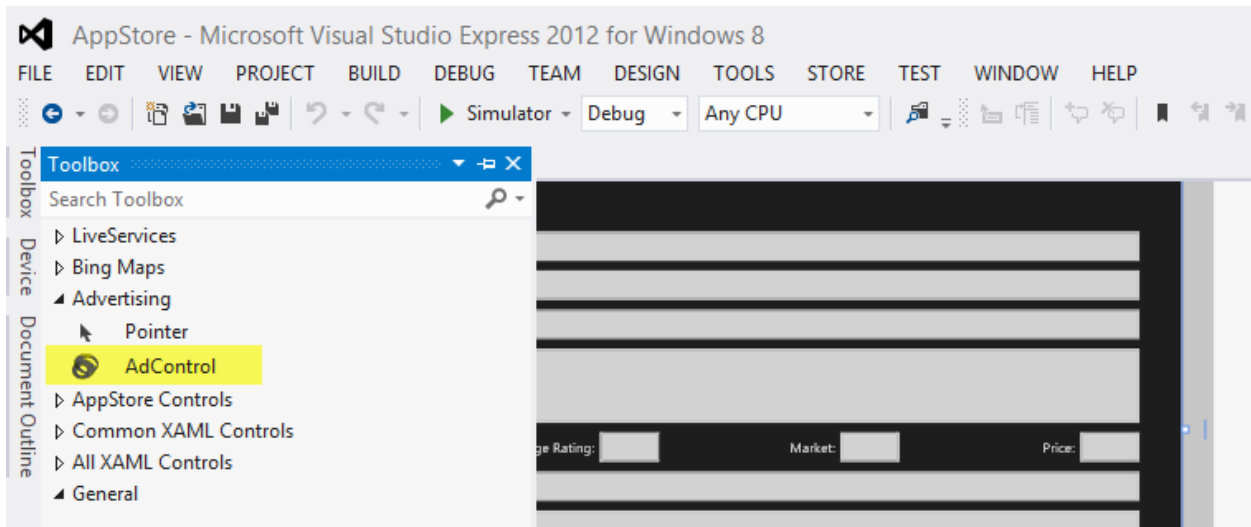 AppStore - Microsoft Visual Studio Express 2012 for Windows 8
FILE EDIT VIEW PROJECT BUILD DEBUG TEAM DESIGN TOOLS STORE TEST WINDOW HELP
Simulator Debug Any CPU
Toolbox
Device
Document Outline
Toolbox
Search Toolbox
LiveServices
Bing Maps
Advertising
Pointer
AdControl
AppStore Controls
Common XAML Controls
All XAML Controls
General
ge Rating: Market: Price: